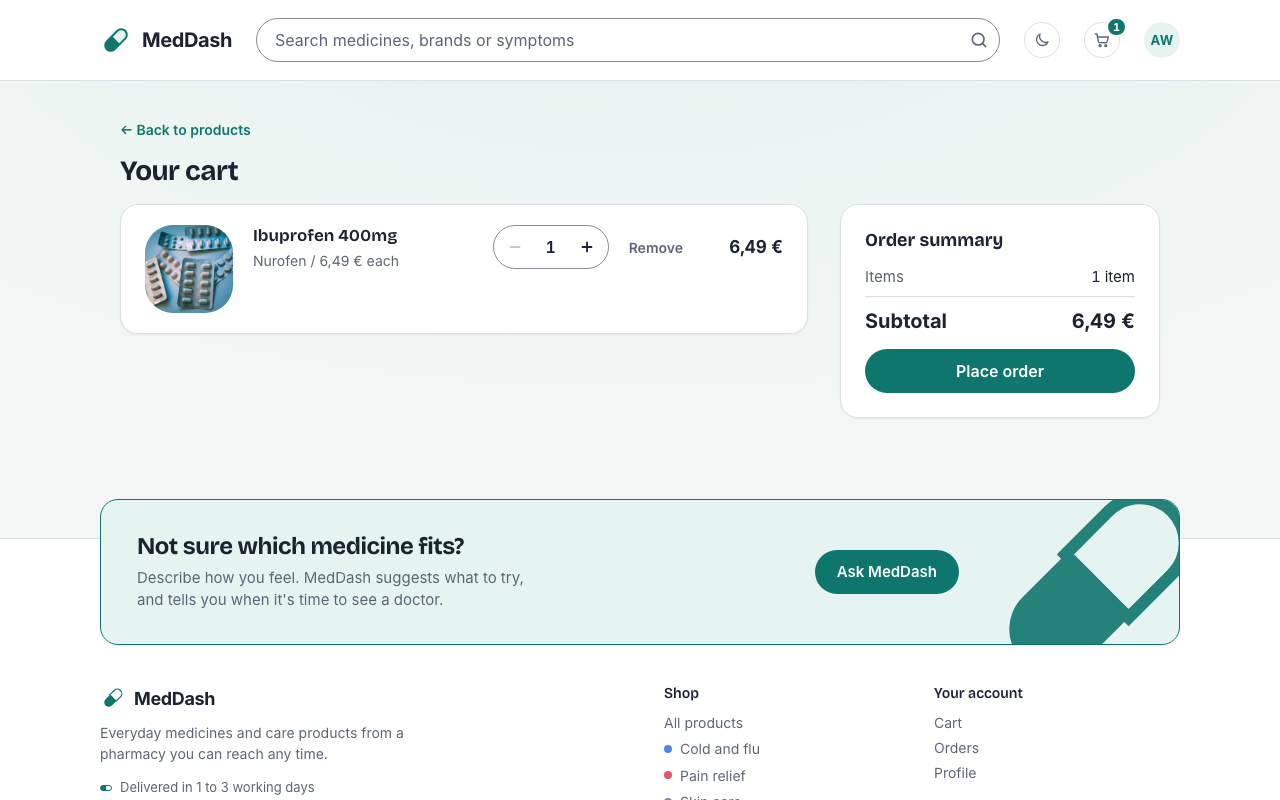 MedDash
Search medicines, brands or symptoms
1
AW
← Back to products
Your cart
Ibuprofen 400mg
Nurofen / 6,49 € each
− 1 +
Remove
6,49 €
Order summary
Items 1 item
Subtotal 6,49 €
Place order
Not sure which medicine fits?
Describe how you feel. MedDash suggests what to try,
and tells you when it's time to see a doctor.
Ask MedDash
MedDash
Everyday medicines and care products from a
pharmacy you can reach any time.
Delivered in 1 to 3 working days
Shop
All products
Cold and flu
Pain relief
Skin care
Your account
Cart
Orders
Profile